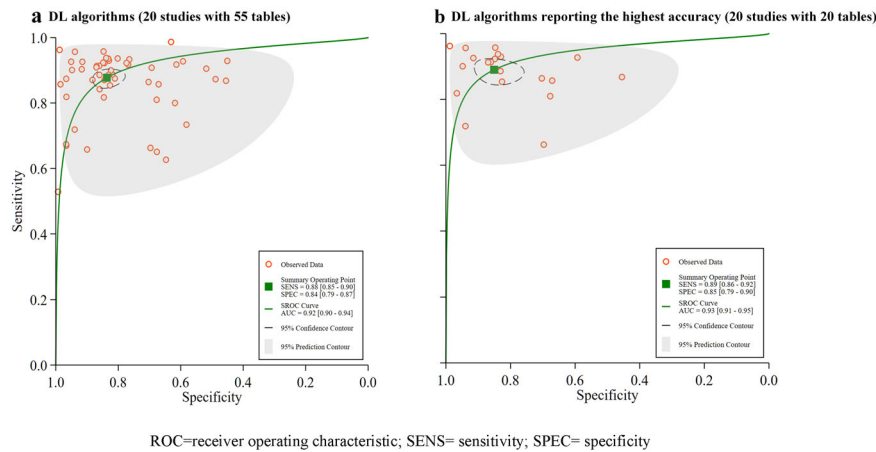 a DL algorithms (20 studies with 55 tables)
1.0
0.8
0.6
0.4
0.2
0.0
Sensitivity
1.0
0.8
0.6
0.4
0.2
0.0
Specificity
Observed Data
Summary Operating Point
SENS = 0.88 [0.85 - 0.90]
SPEC = 0.84 [0.79 - 0.87]
SROC Curve
AUC = 0.92 [0.90 - 0.94]
95% Confidence Contour
95% Prediction Contour
b DL algorithms reporting the highest accuracy (20 studies with 20 tables)
1.0
0.8
0.6
0.4
0.2
0.0
Specificity
Observed Data
Summary Operating Point
SENS = 0.89 [0.86 - 0.92]
SPEC = 0.85 [0.79 - 0.90]
SROC Curve
AUC = 0.93 [0.91 - 0.95]
95% Confidence Contour
95% Prediction Contour
ROC=receiver operating characteristic; SENS= sensitivity; SPEC= specificity